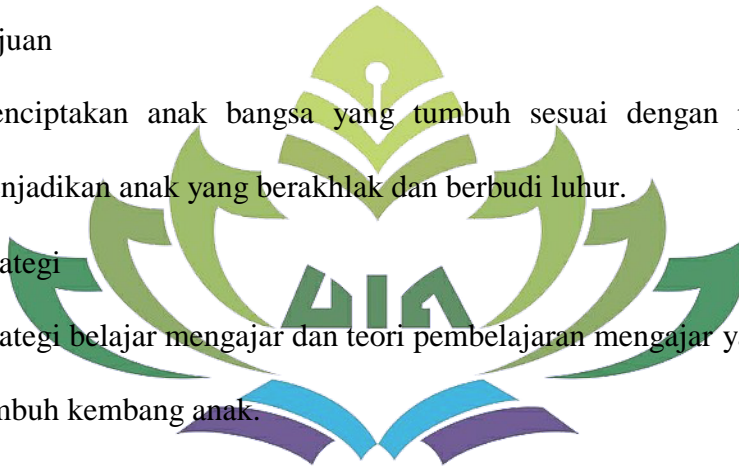 juan
enciptakan anak bangsa yang tumbuh sesuai dengan p
njadikan anak yang berakhlak dan berbudi luhur.
ategi
UIN
ategi belajar mengajar dan teori pembelajaran mengajar ya
mbuh kembang anak.